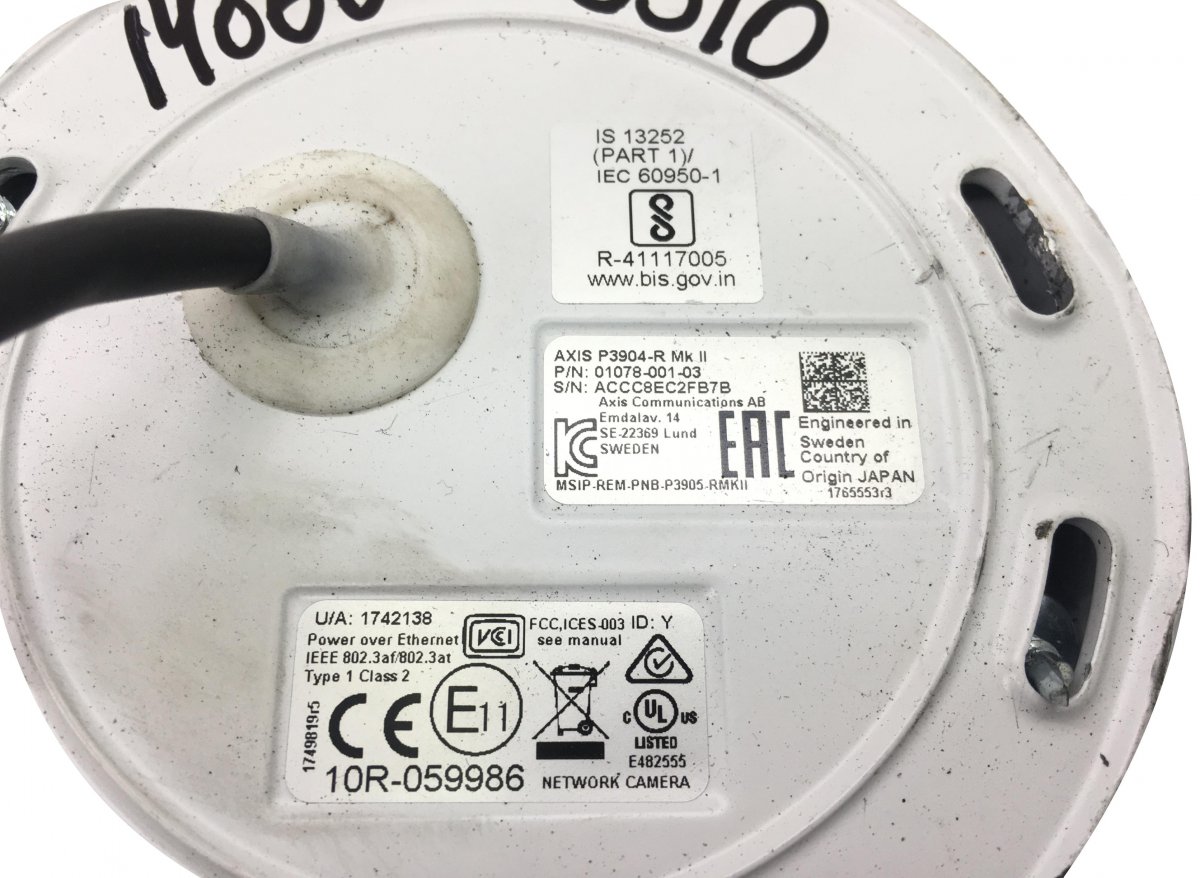 IS 13252
(PART 1)/
IEC 60950-1
R-41117005
www.bis.gov.in
AXIS P3904-R Mk II
P/N: 01078-001-03
S/N: ACCC8EC2FB7B
Axis Communications AB
Emdalav. 14
SE-22369 Lund
SWEDEN
EAC
Engineered in
Sweden
Country of
Origin JAPAN
MSIP-REM-PNB-P3905-RMKII
1765553r3
U/A: 1742138
Power over Ethernet
IEEE 802.3af/802.3at
Type 1 Class 2
VCCI
FCC,ICES-003 ID: Y
see manual
1749819r5
CE
E11
C UL US
LISTED
E482555
10R-059986
NETWORK CAMERA